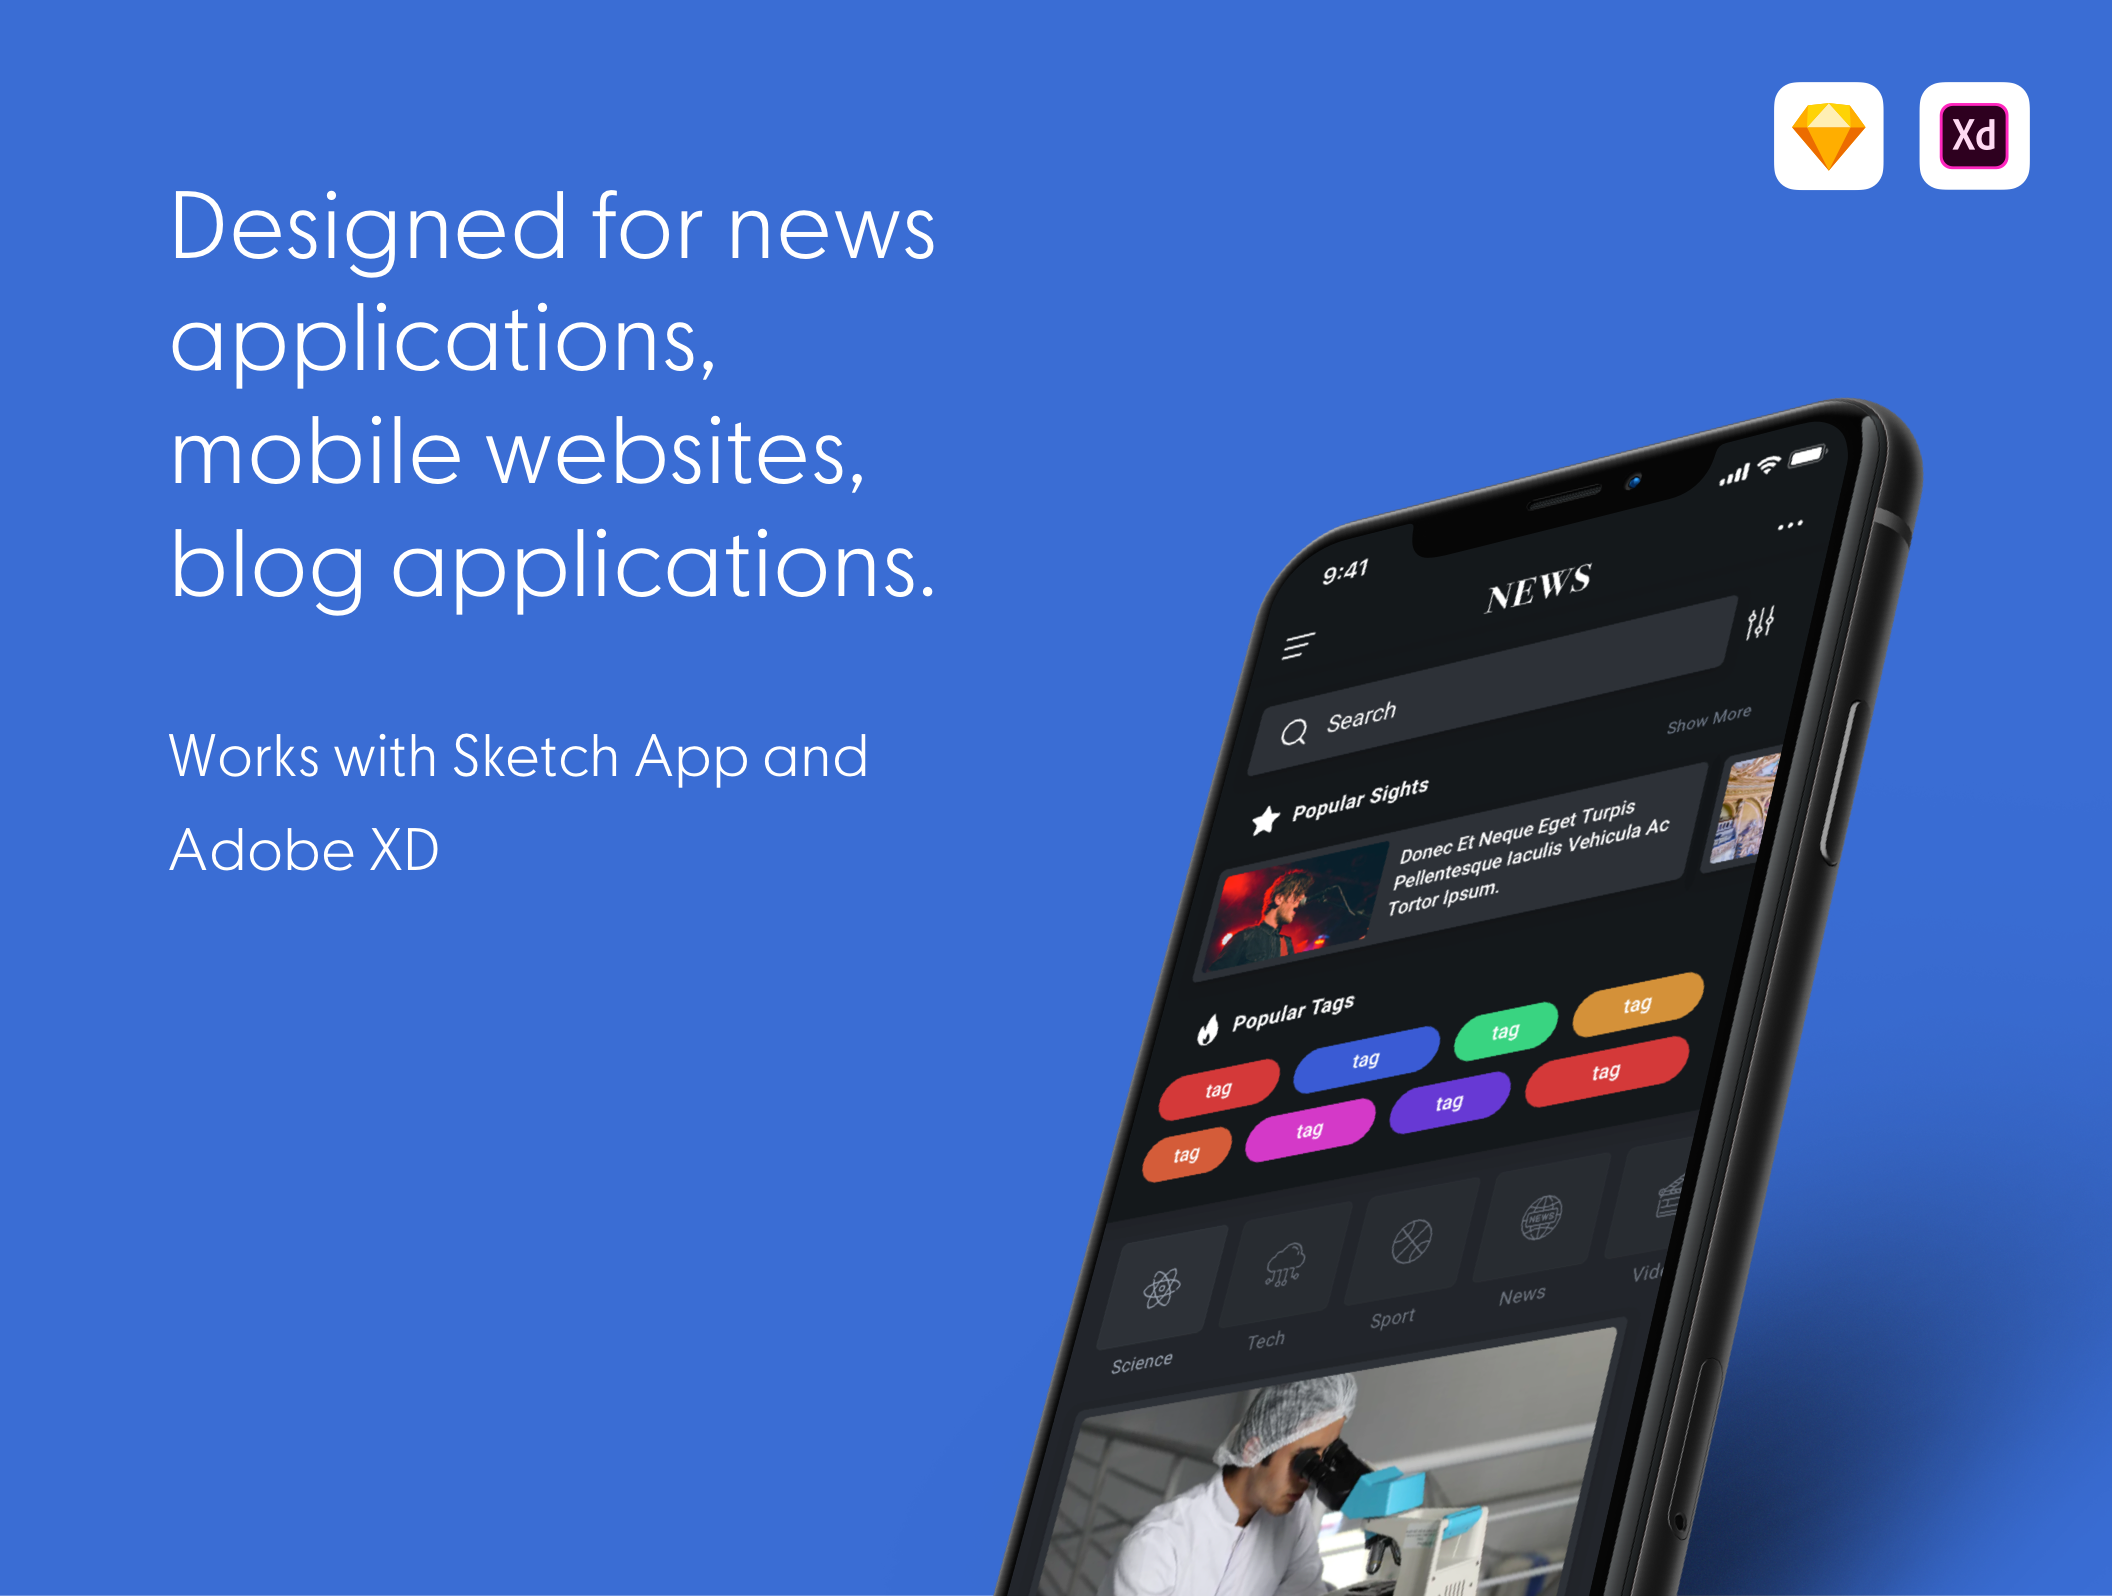 Designed for news
applications,
mobile websites,
blog applications.
Works with Sketch App and
Adobe XD
Xd
9:41
NEWS
Search
Show More
Popular Sights
Donec Et Neque Eget Turpis
Pellentesque Iaculis Vehicula Ac
Tortor Ipsum.
Popular Tags
tag tag tag tag
tag tag tag tag
NEWS
Science Tech Sport News Vide